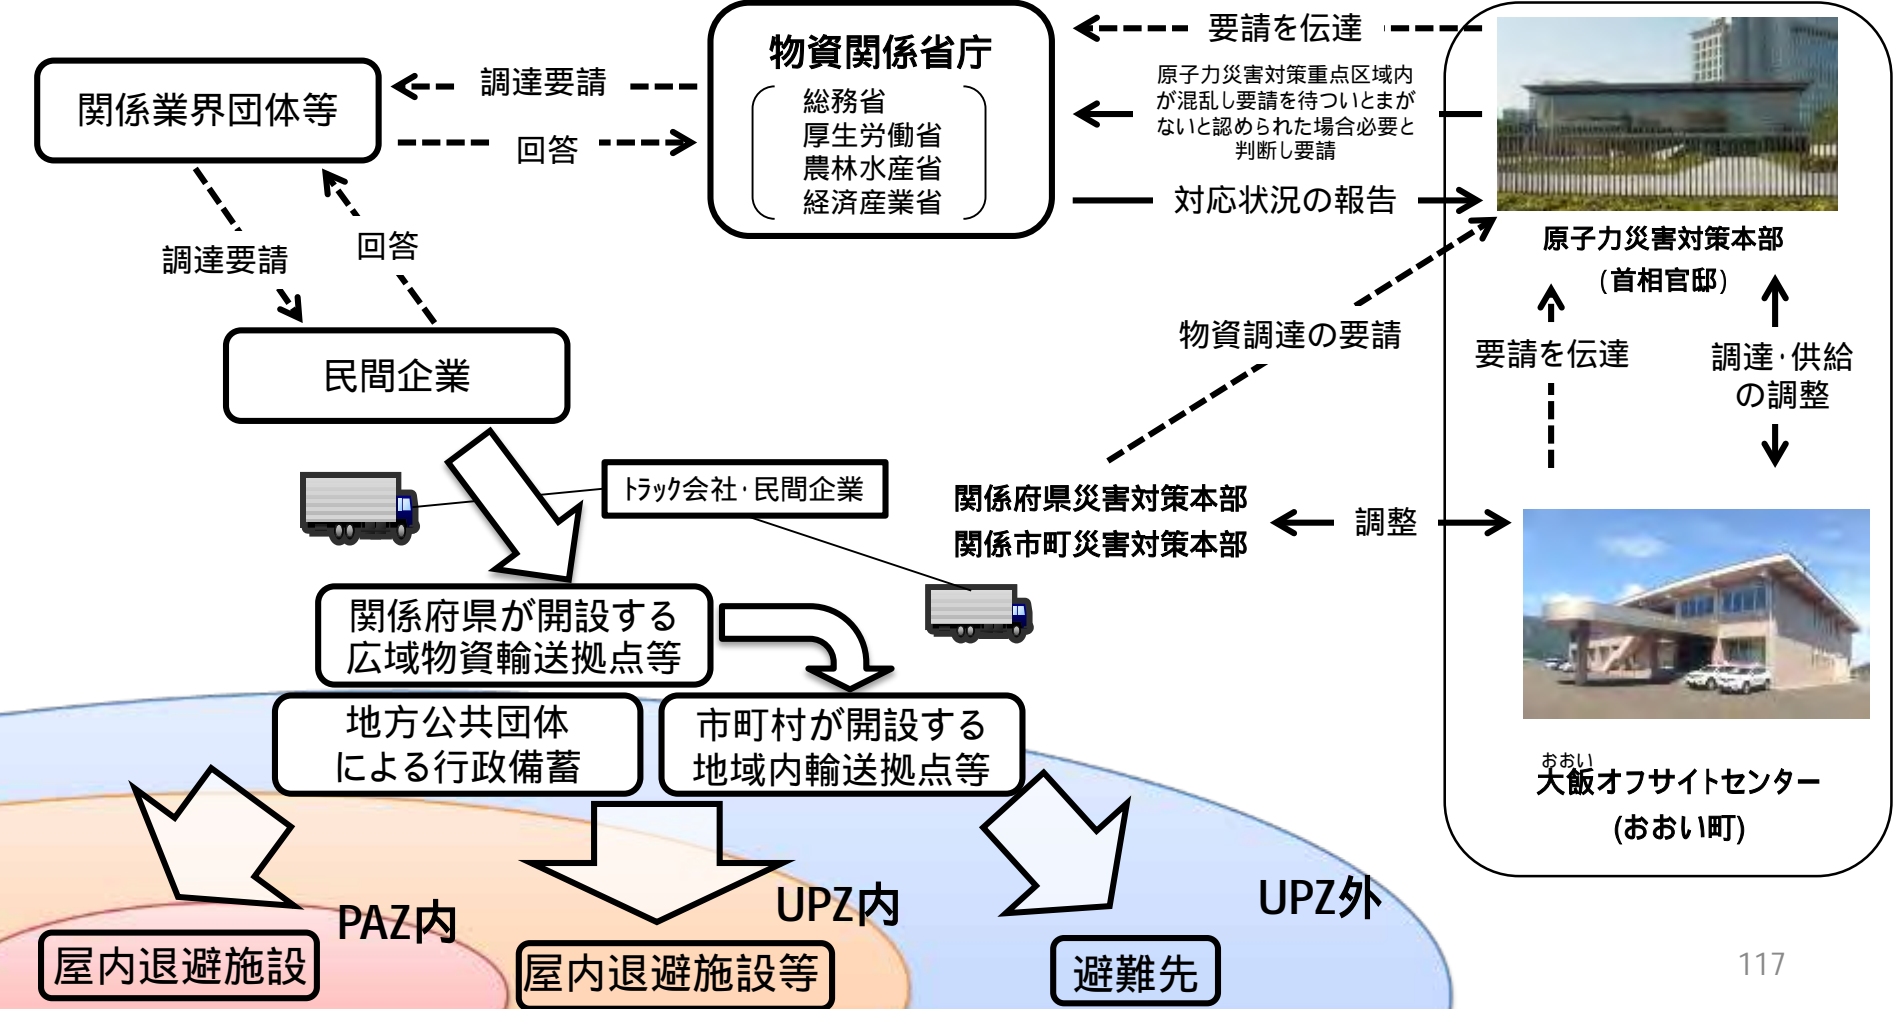 要請を伝達
物資関係省庁
総務省
厚生労働省
農林水産省
経済産業省
関係業界団体等
調達要請
回答
原子力災害対策重点区域内
が混乱し要請を待ついとまが
ないと認められた場合必要と
判断し要請
対応状況の報告
原子力災害対策本部
(首相官邸)
調達要請
回答
民間企業
物資調達の要請
要請を伝達
調達・供給
の調整
ﾄﾗｯｸ会社・民間企業
関係府県災害対策本部
関係市町災害対策本部
調整
関係府県が開設する
広域物資輸送拠点等
地方公共団体
による行政備蓄
市町村が開設する
地域内輸送拠点等
おおい
大飯オフサイトセンター
(おおい町)
PAZ内
UPZ内
UPZ外
屋内退避施設
屋内退避施設等
避難先
117